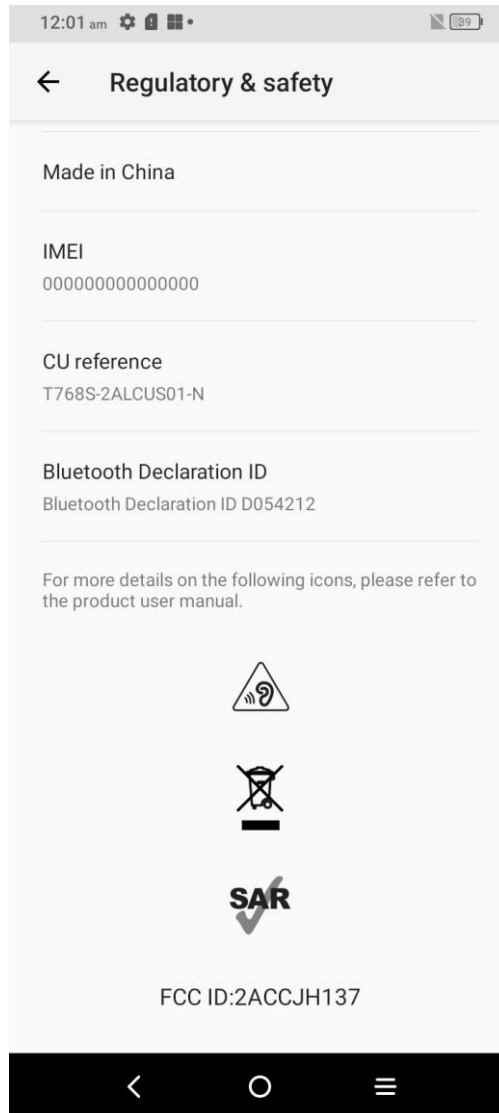 12:01 am
39
Regulatory & safety
Made in China
IMEI
000000000000000
CU reference
T768S-2ALCUS01-N
Bluetooth Declaration ID
Bluetooth Declaration ID D054212
For more details on the following icons, please refer to
the product user manual.
SAR
FCC ID:2ACCJH137